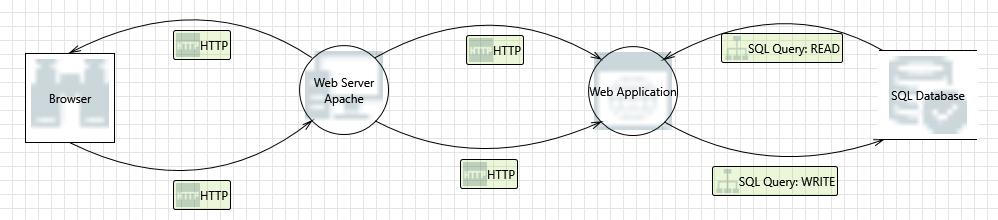 HTTP
HTTP
SQL Query: READ
Browser
Web Server
Apache
Web Application
SQL Database
HTTP
HTTP
SQL Query: WRITE